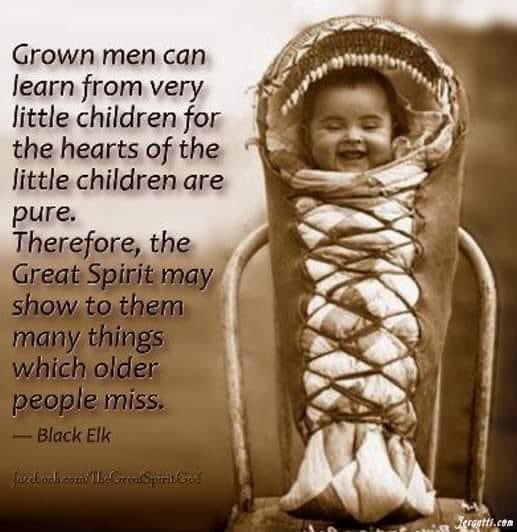 Grown men can
learn from very
little children for
the hearts of the
little children are
pure.
Therefore, the
Great Spirit may
show to them
many things
which older
people miss.
— Black Elk
facebook.com/TheGreatSpiritGod
Jerantti.com